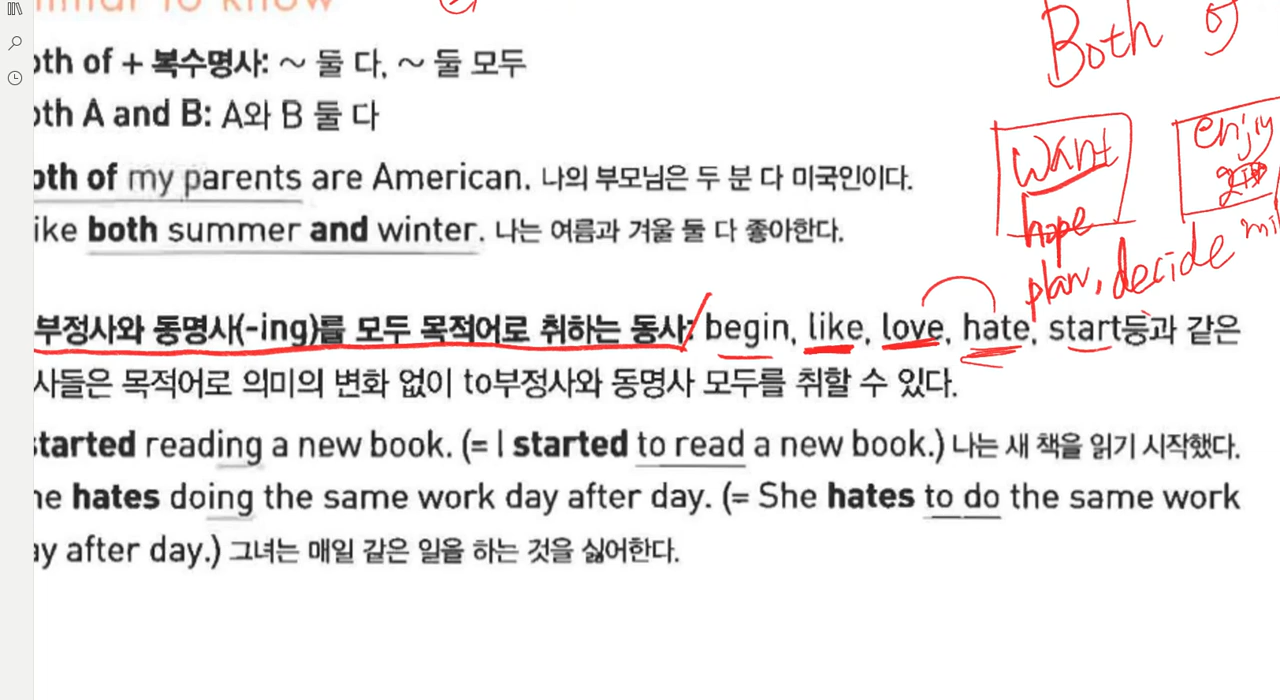 Both of
oth of + 복수명사: ~ 둘 다, ~ 둘 모두
oth A and B: A와 B 둘 다
want
enjoy
oth of my parents are American. 나의 부모님은 두 분 다 미국인이다.
hope
ike both summer and winter. 나는 여름과 겨울 둘 다 좋아한다.
plan, decide
부정사와 동명사(-ing)를 모두 목적어로 취하는 동사: begin, like, love, hate, start등과 같은
사들은 목적어로 의미의 변화 없이 to부정사와 동명사 모두를 취할 수 있다.
started reading a new book. (= I started to read a new book.) 나는 새 책을 읽기 시작했다.
he hates doing the same work day after day. (= She hates to do the same work
ay after day.) 그녀는 매일 같은 일을 하는 것을 싫어한다.